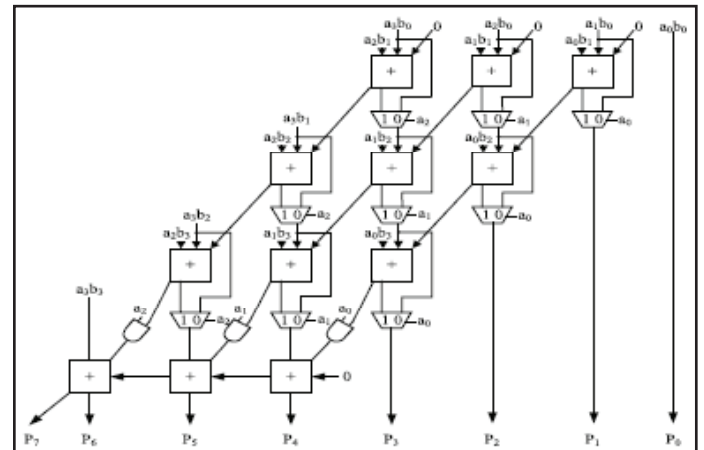 a₃b₀ 0 a₂b₀ 0 a₁b₀ 0 a₀b₀
a₂b₁ a₁b₁ a₀b₁
+ + +
1 0 a₂ 1 0 a₁ 1 0 a₀
a₃b₁
a₂b₂ a₁b₂ a₀b₂
+ + +
1 0 a₂ 1 0 a₁ 1 0 a₀
a₃b₂
a₂b₃ a₁b₃ a₀b₃
+ + +
a₃b₃
a₂ a₁ a₀
1 0 a₂ 1 0 a₁ 1 0 a₀
+ + + 0
P₇ P₆ P₅ P₄ P₃ P₂ P₁ P₀